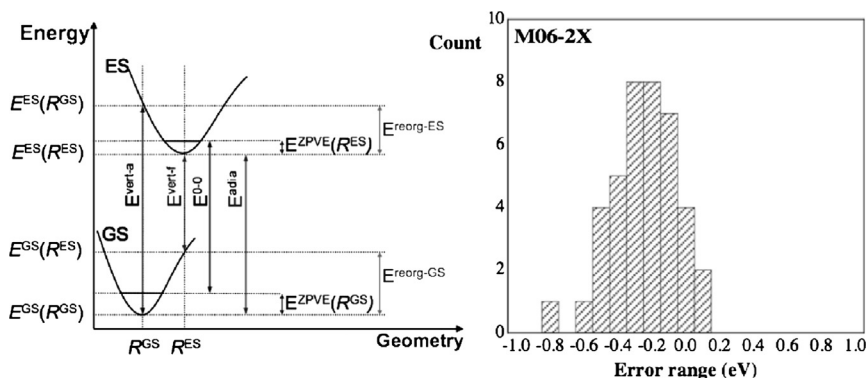 Energy
ES
E^ES(R^GS)
E^reorg-ES
E^ZPVE(R^ES)
E^ES(R^ES)
E^vert-a
E^vert-f
E^0-0
E^adia
GS
E^GS(R^ES)
E^reorg-GS
E^ZPVE(R^GS)
E^GS(R^GS)
R^GS
R^ES
Geometry
Count
M06-2X
10
8
6
4
2
0
-1.0 -0.8 -0.6 -0.4 -0.2 0.0 0.2 0.4 0.6 0.8 1.0
Error range (eV)